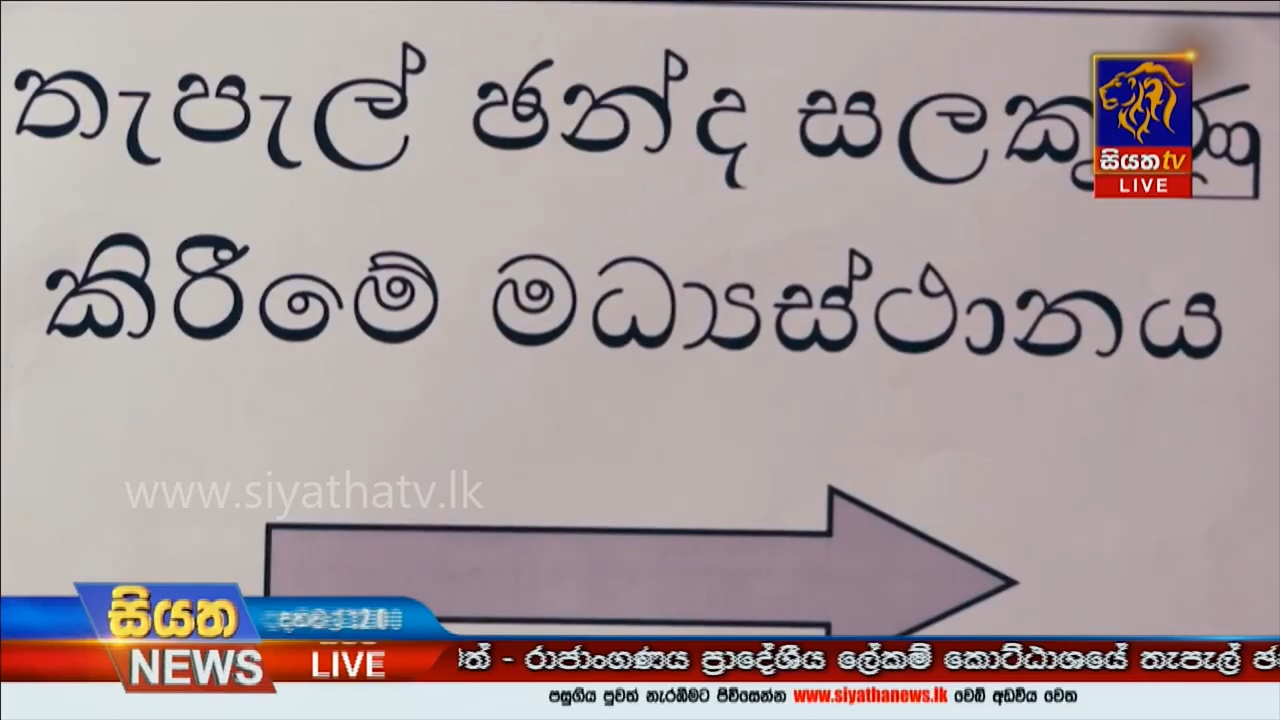 තැපැල් ඡන්ද සලකුණු
කිරීමේ මධ්‍යස්ථානය
සියත tv
LIVE
www.siyathatv.lk
සියත
NEWS
LIVE
- රාජාංගණය ප්‍රාදේශීය ලේකම් කොට්ඨාශයේ තැපැල්
පසුගිය පුවත් නැරඹීමට පිවිසෙන්න www.siyathanews.lk වෙබ් අඩවිය වෙත